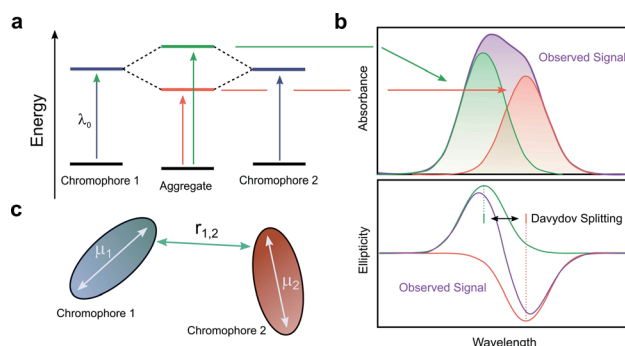 a
Energy
λ0
Chromophore 1
Aggregate
Chromophore 2
b
Absorbance
Observed Signal
Ellipticity
Davydov Splitting
Observed Signal
Wavelength
c
μ1
r1,2
μ2
Chromophore 1
Chromophore 2